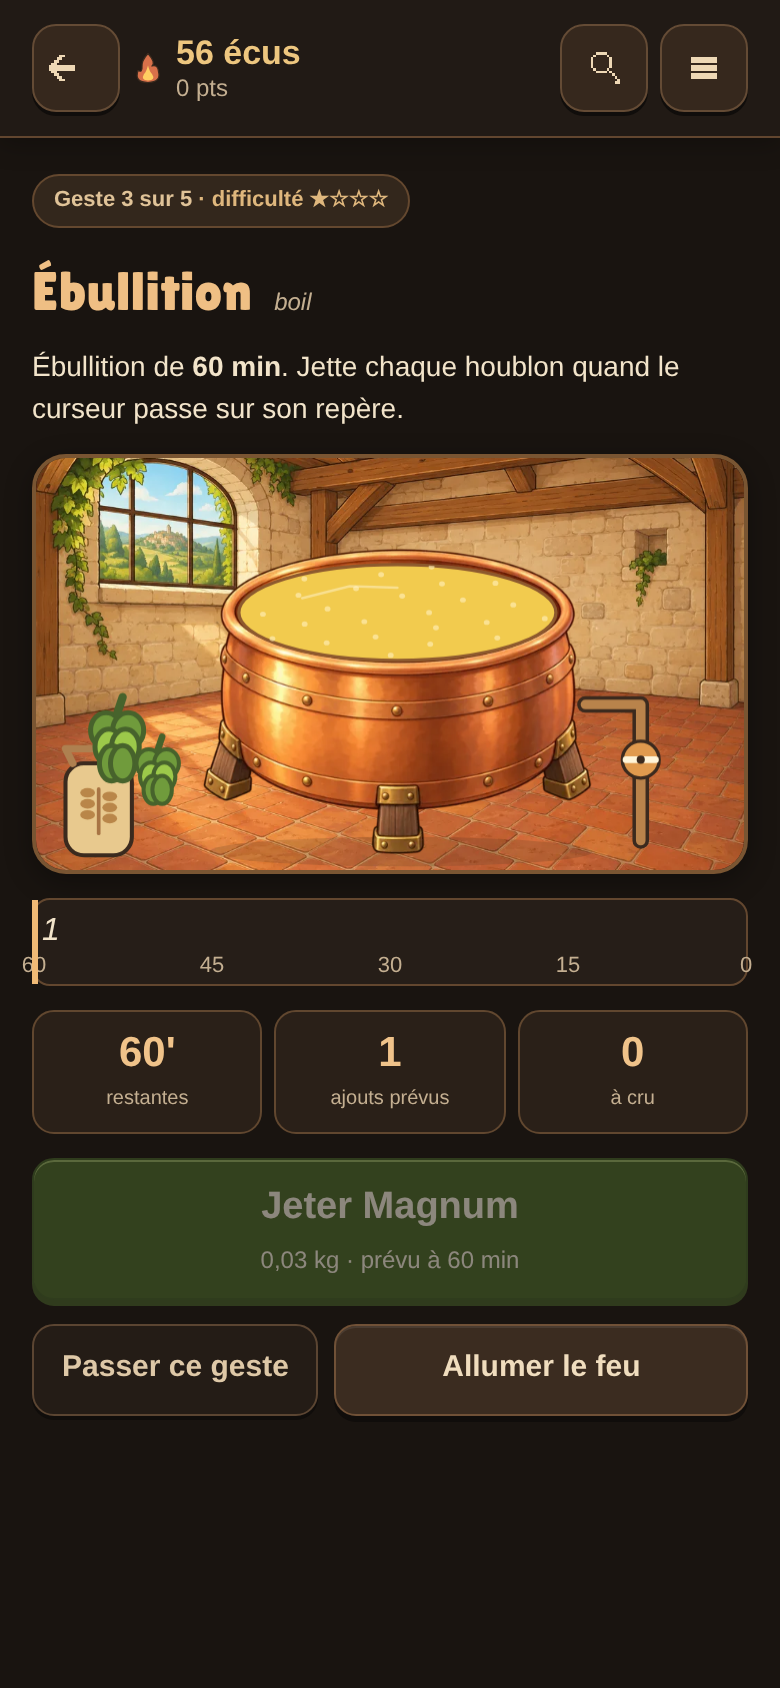 56 écus
0 pts
Geste 3 sur 5 · difficulté ★☆☆☆
Ébullition boil
Ébullition de 60 min. Jette chaque houblon quand le
curseur passe sur son repère.
1
60 45 30 15 0
60' 1 0
restantes ajouts prévus à cru
Jeter Magnum
0,03 kg · prévu à 60 min
Passer ce geste Allumer le feu